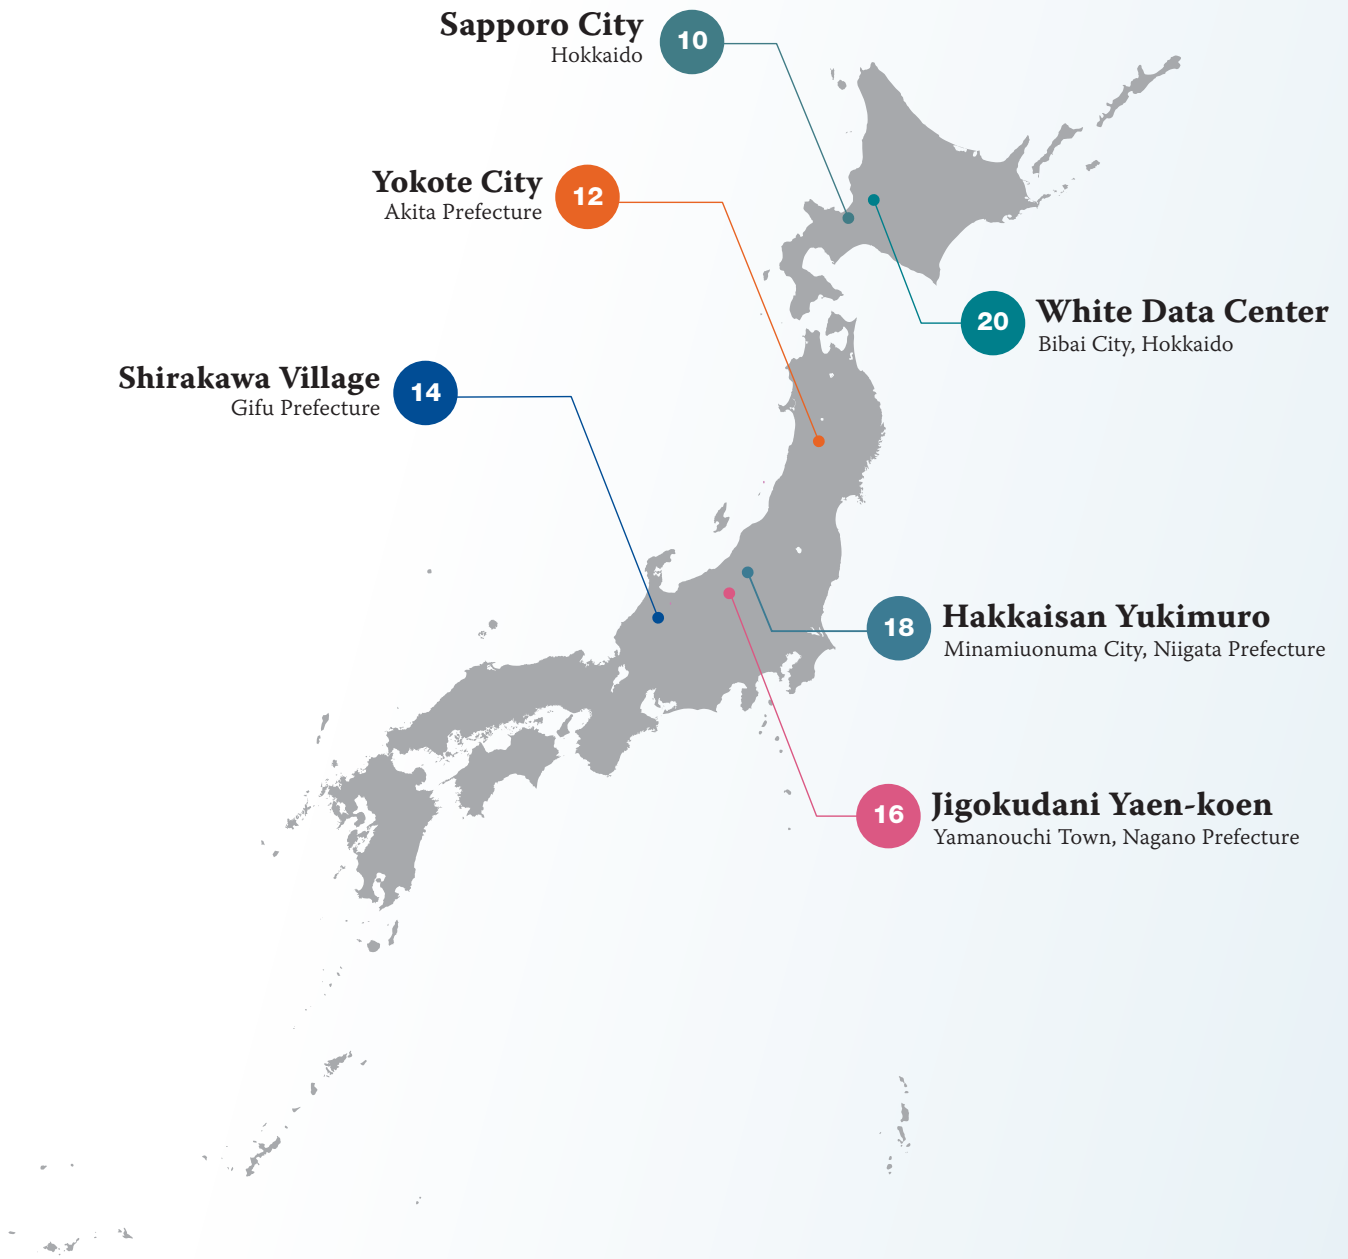 Sapporo City
Hokkaido
10
Yokote City
Akita Prefecture
12
20
White Data Center
Bibai City, Hokkaido
Shirakawa Village
Gifu Prefecture
14
18
Hakkaisan Yukimuro
Minamiuonuma City, Niigata Prefecture
16
Jigokudani Yaen-koen
Yamanouchi Town, Nagano Prefecture